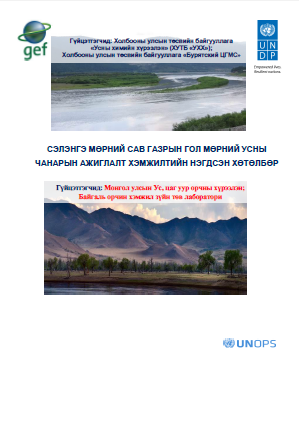 Гүйцэтгэгчид: Холбооны улсын төсвийн байгууллага
«Усны химийн хүрээлэн» (ХУТБ «УХХ»);
Холбооны улсын төсвийн байгууллага «Бурятский ЦГМС»
gef
U N
D P
Empowered lives.
Resilient nations.
СЭЛЭНГЭ МӨРНИЙ САВ ГАЗРЫН ГОЛ МӨРНИЙ УСНЫ
ЧАНАРЫН АЖИГЛАЛТ ХЭМЖИЛТИЙН НЭГДСЭН ХӨТӨЛБӨР
Гүйцэтгэгчид: Монгол улсын Ус, цаг уур орчны хүрээлэн;
Байгаль орчин хэмжил зүйн төв лаборатори
UNOPS